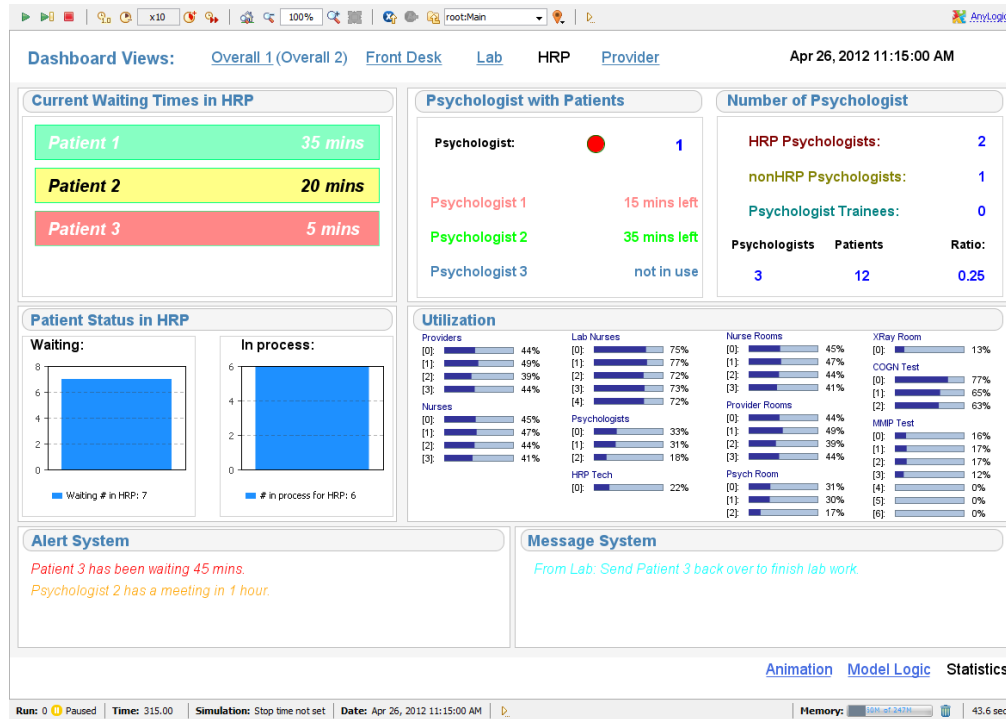 x10 100% root:Main AnyLogic
Dashboard Views: Overall 1 (Overall 2) Front Desk Lab HRP Provider Apr 26, 2012 11:15:00 AM
Current Waiting Times in HRP
Patient 1 35 mins
Patient 2 20 mins
Patient 3 5 mins
Psychologist with Patients
Psychologist: 1
Psychologist 1 15 mins left
Psychologist 2 35 mins left
Psychologist 3 not in use
Number of Psychologist
HRP Psychologists: 2
nonHRP Psychologists: 1
Psychologist Trainees: 0
Psychologists Patients Ratio:
3 12 0.25
Patient Status in HRP
Waiting:
8
6
4
2
0
Waiting # in HRP: 7
In process:
6
4
2
0
# in process for HRP: 6
Utilization
Providers
[0]: 44%
[1]: 49%
[2]: 39%
[3]: 44%
Nurses
[0]: 45%
[1]: 47%
[2]: 44%
[3]: 41%
Lab Nurses
[0]: 75%
[1]: 77%
[2]: 72%
[3]: 73%
[4]: 72%
Psychologists
[0]: 33%
[1]: 31%
[2]: 18%
HRP Tech
[0]: 22%
Nurse Rooms
[0]: 45%
[1]: 47%
[2]: 44%
[3]: 41%
Provider Rooms
[0]: 44%
[1]: 49%
[2]: 39%
[3]: 44%
Psych Room
[0]: 31%
[1]: 30%
[2]: 17%
XRay Room
[0]: 13%
COGN Test
[0]: 77%
[1]: 65%
[2]: 63%
MMIP Test
[0]: 16%
[1]: 17%
[2]: 17%
[3]: 12%
[4]: 0%
[5]: 0%
[6]: 0%
Alert System
Patient 3 has been waiting 45 mins.
Psychologist 2 has a meeting in 1 hour.
Message System
From Lab: Send Patient 3 back over to finish lab work
Animation Model Logic Statistics
Run: 0 Paused Time: 315.00 Simulation: Stop time not set Date: Apr 26, 2012 11:15:00 AM Memory: of 247M 43.6 sec